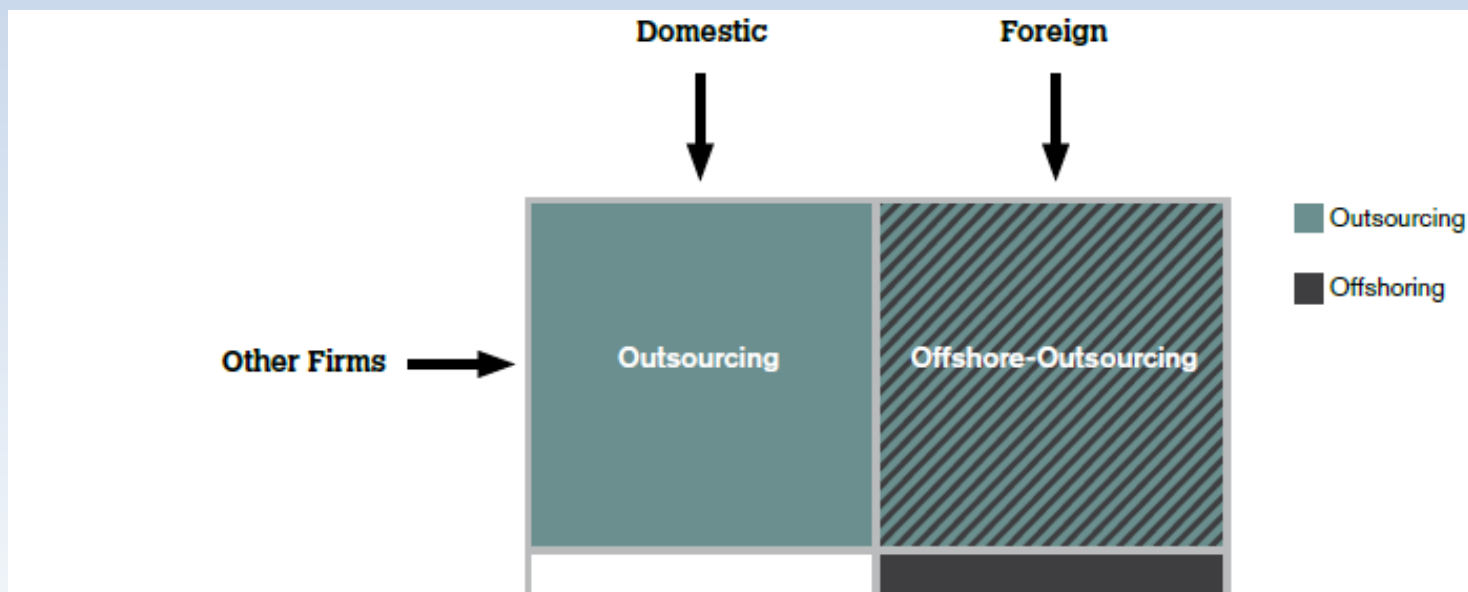 Domestic
Foreign
Outsourcing
Offshoring
Other Firms
Outsourcing
Offshore-Outsourcing